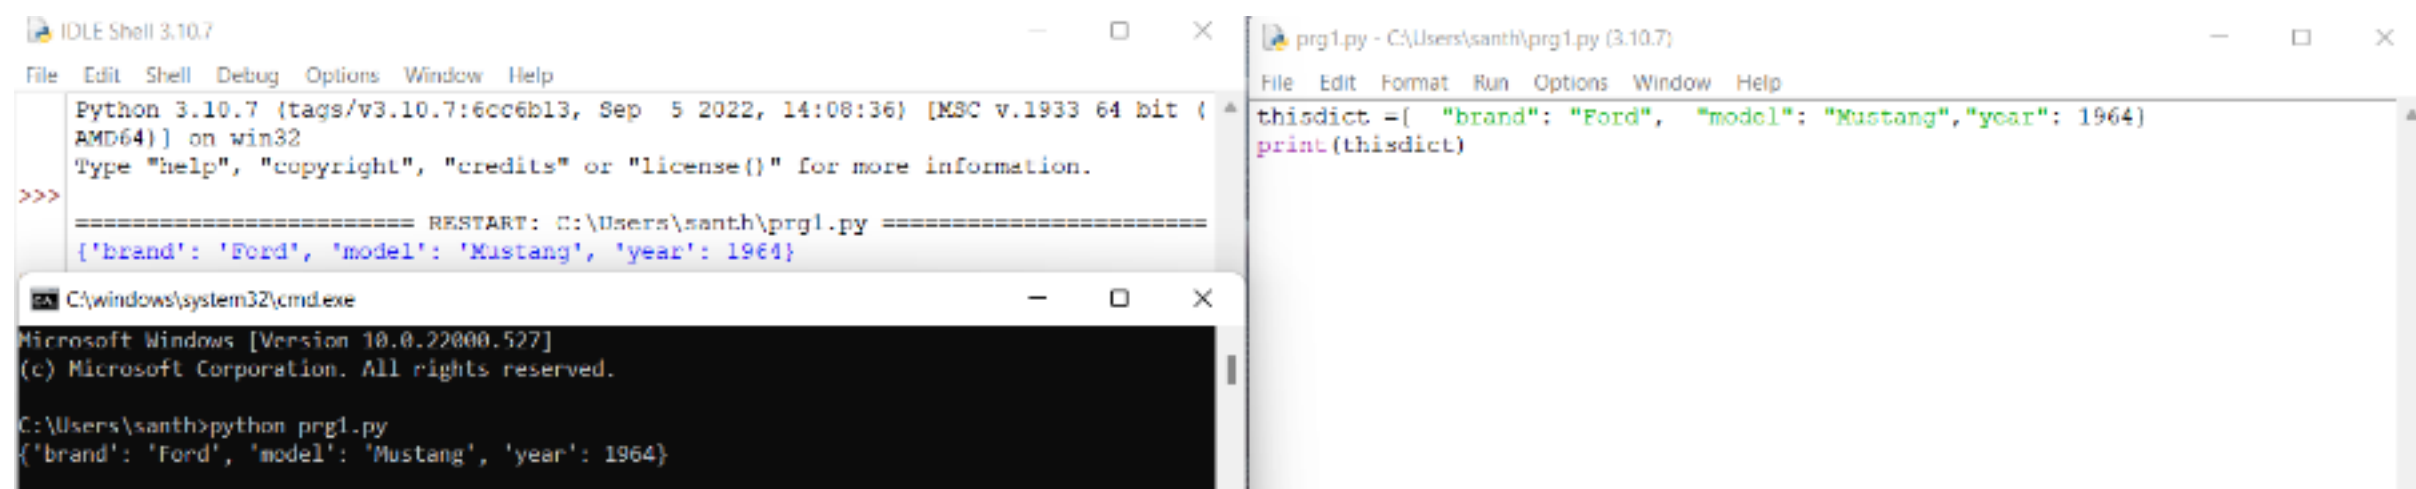 IDLE Shell 3.10.7
File Edit Shell Debug Options Window Help
Python 3.10.7 (tags/v3.10.7:6cc6b13, Sep  5 2022, 14:08:36) [MSC v.1933 64 bit (
AMD64)] on win32
Type "help", "copyright", "credits" or "license()" for more information.
>>>
======================== RESTART: C:\Users\santh\prg1.py =======================
{'brand': 'Ford', 'model': 'Mustang', 'year': 1964}
C:\windows\system32\cmd.exe
Microsoft Windows [Version 10.0.22000.527]
(c) Microsoft Corporation. All rights reserved.
C:\Users\santh>python prg1.py
{'brand': 'Ford', 'model': 'Mustang', 'year': 1964}
prg1.py - C:\Users\santh\prg1.py (3.10.7)
File Edit Format Run Options Window Help
thisdict ={  "brand": "Ford",  "model": "Mustang","year": 1964}
print(thisdict)